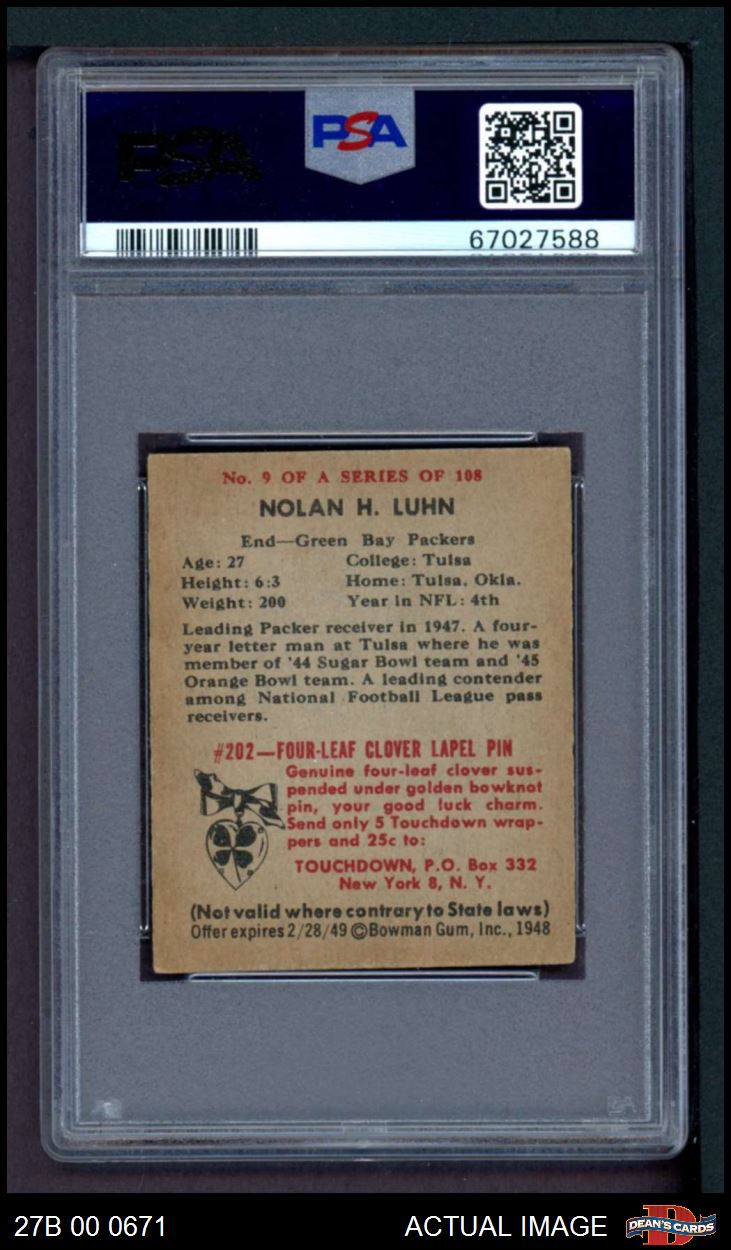 PSA
PSA
67027588
No. 9 OF A SERIES OF 108
NOLAN H. LUHN
End—Green Bay Packers
Age: 27 College: Tulsa
Height: 6:3 Home: Tulsa, Okla.
Weight: 200 Year in NFL: 4th
Leading Packer receiver in 1947. A four-
year letter man at Tulsa where he was
member of '44 Sugar Bowl team and '45
Orange Bowl team. A leading contender
among National Football League pass
receivers.
#202—FOUR-LEAF CLOVER LAPEL PIN
Genuine four-leaf clover sus-
pended under golden bowknot
pin, your good luck charm.
Send only 5 Touchdown wrap-
pers and 25c to:
TOUCHDOWN, P.O. Box 332
New York 8, N. Y.
(Not valid where contrary to State laws)
Offer expires 2/28/49 ©Bowman Gum, Inc., 1948
27B 00 0671 ACTUAL IMAGE DEAN'S CARDS